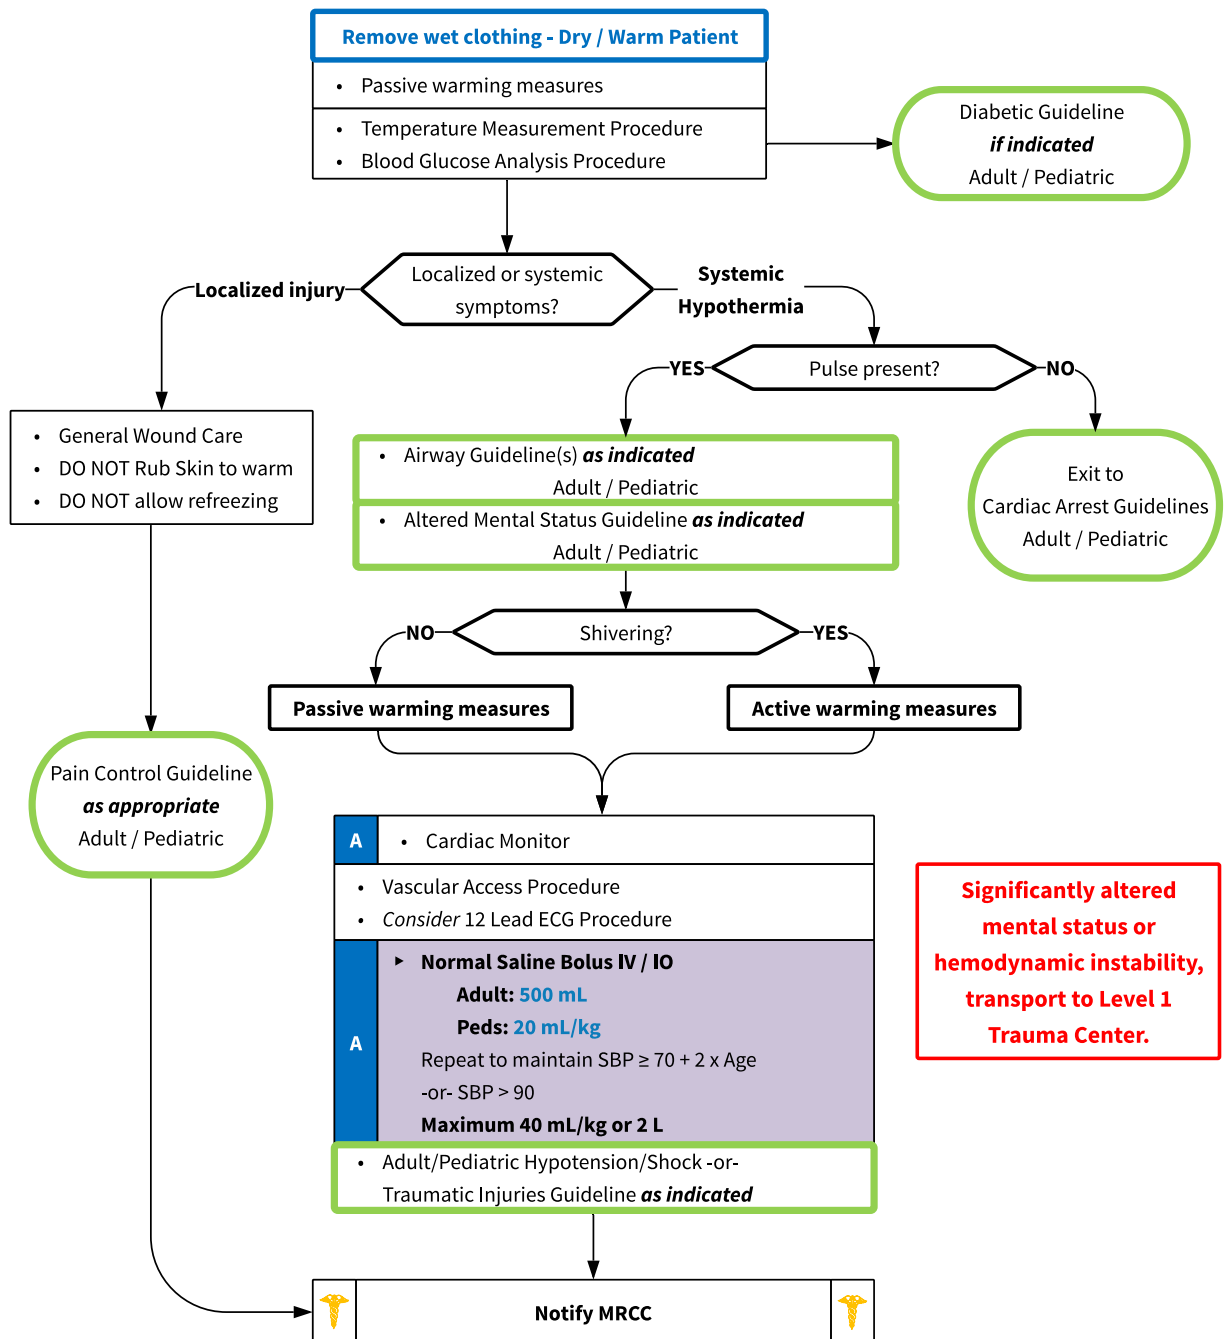 Remove wet clothing - Dry / Warm Patient
• Passive warming measures
• Temperature Measurement Procedure
• Blood Glucose Analysis Procedure
Diabetic Guideline
if indicated
Adult / Pediatric
Localized or systemic
symptoms?
Localized injury
Systemic
Hypothermia
Pulse present?
YES
NO
• General Wound Care
• DO NOT Rub Skin to warm
• DO NOT allow refreezing
• Airway Guideline(s) as indicated
Adult / Pediatric
• Altered Mental Status Guideline as indicated
Adult / Pediatric
Exit to
Cardiac Arrest Guidelines
Adult / Pediatric
Shivering?
NO
YES
Passive warming measures
Active warming measures
Pain Control Guideline
as appropriate
Adult / Pediatric
A
• Cardiac Monitor
• Vascular Access Procedure
• Consider 12 Lead ECG Procedure
A
‣ Normal Saline Bolus IV / IO
Adult: 500 mL
Peds: 20 mL/kg
Repeat to maintain SBP ≥ 70 + 2 x Age
-or- SBP > 90
Maximum 40 mL/kg or 2 L
• Adult/Pediatric Hypotension/Shock -or-
Traumatic Injuries Guideline as indicated
Significantly altered
mental status or
hemodynamic instability,
transport to Level 1
Trauma Center.
Notify MRCC